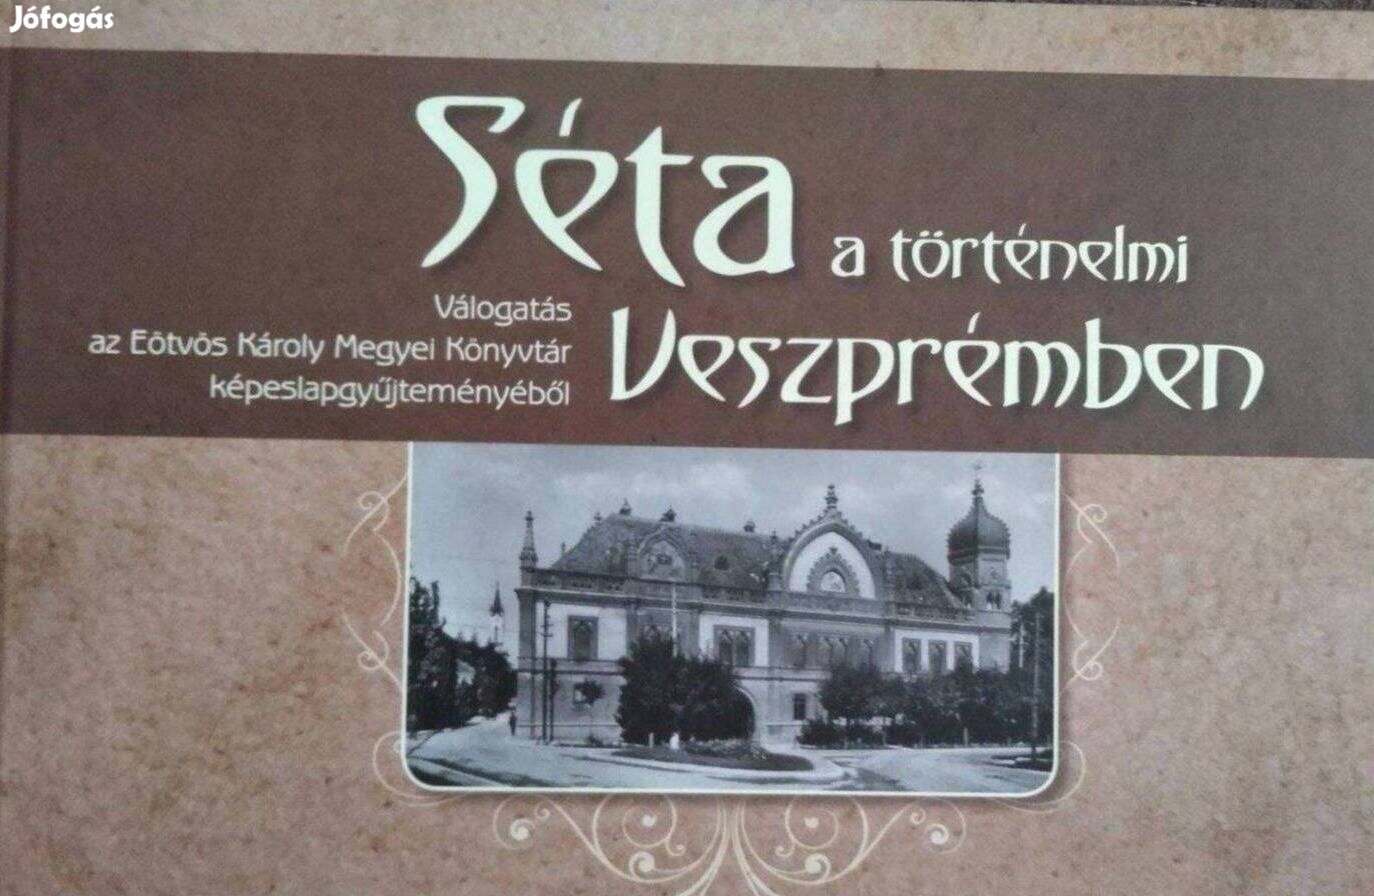 Jófogás
Séta a történelmi
Veszprémben
Válogatás
az Eötvös Károly Megyei Könyvtár
képeslapgyűjteményéből